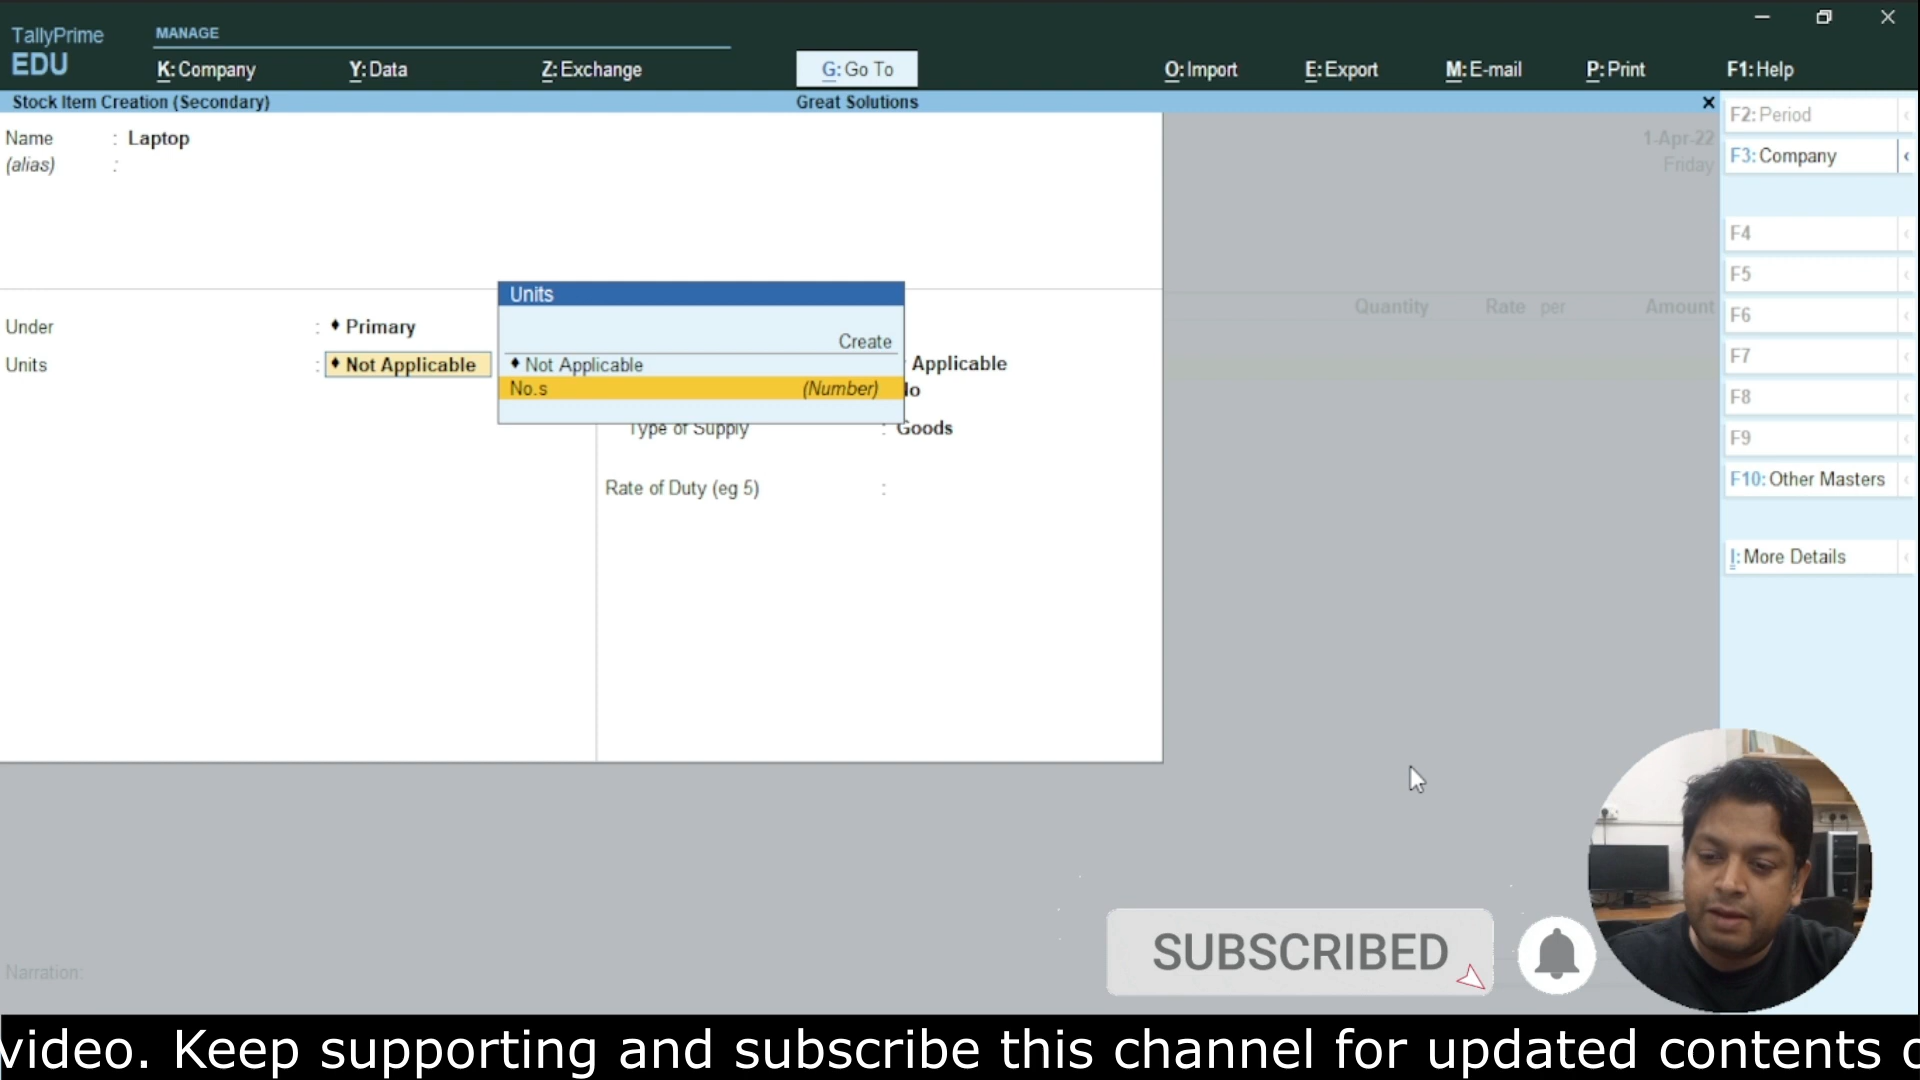 TallyPrime
EDU
MANAGE
K: Company
Y: Data
Z: Exchange
G: Go To
O: Import
E: Export
M: E-mail
P: Print
F1: Help
Stock Item Creation (Secondary)
Great Solutions
Name : Laptop
(alias) :
1-Apr-22
Friday
F2: Period
F3: Company
F4
F5
F6
F7
F8
F9
F10: Other Masters
I: More Details
Quantity Rate per Amount
Under : ♦ Primary
Units : ♦ Not Applicable
Units
Create
♦ Not Applicable
No.s (Number)
Applicable
Type of Supply : Goods
Rate of Duty (eg 5) :
Narration:
SUBSCRIBED
video. Keep supporting and subscribe this channel for updated contents